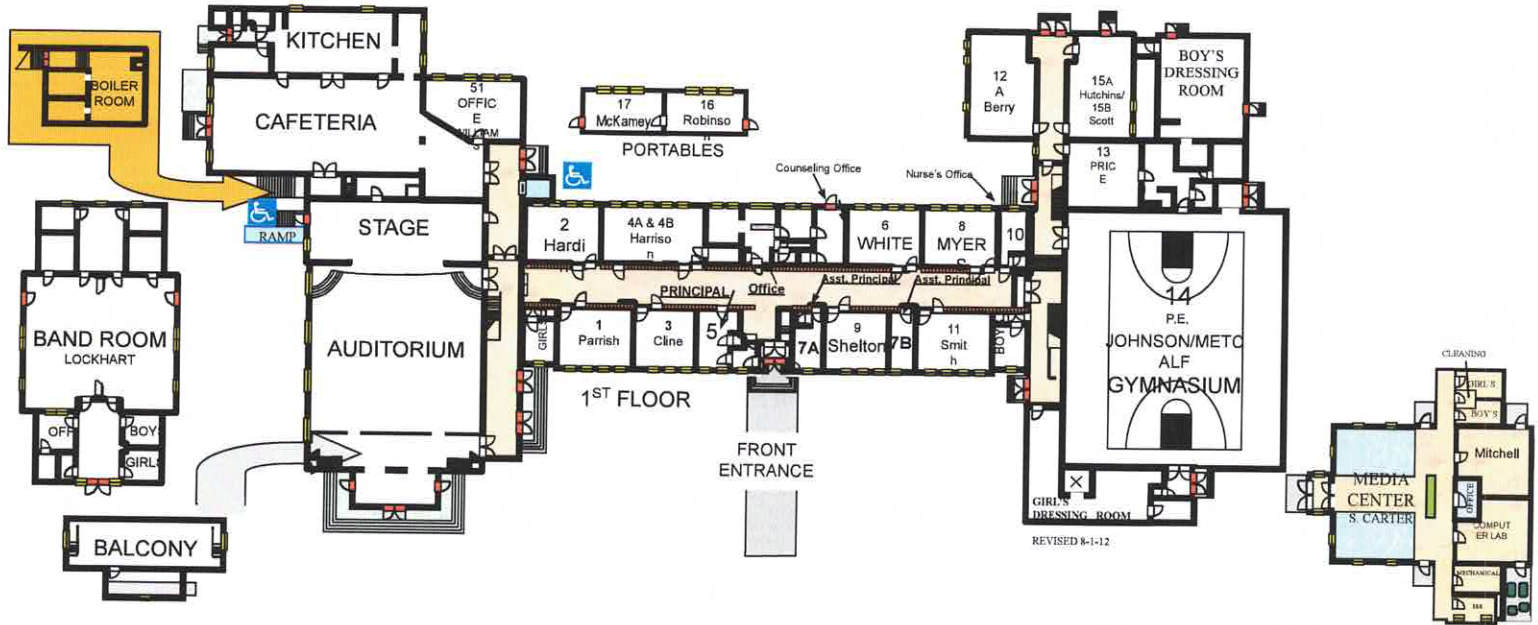 KITCHEN
BOILER
ROOM
CAFETERIA
51
OFFIC
E
17
McKamey
16
Robinso
PORTABLES
12
A
Berry
15A
Hutchins/
15B
Scott
BOY'S
DRESSING
ROOM
13
PRIC
E
Counseling Office
Nurse's Office
RAMP
STAGE
2
Hardi
4A & 4B
Harriso
n
6
WHITE
8
MYER
10
PRINCIPAL
Office
Asst. Principal
Asst. Principal
BAND ROOM
LOCKHART
OFF
BOY
GIRL
AUDITORIUM
GIRL
1
Parrish
3
Cline
5
7A
9
Shelton
7B
11
Smit
h
BOY
14
P.E.
JOHNSON/METC
ALF
GYMNASIUM
1ST FLOOR
FRONT
ENTRANCE
GIRL'S
DRESSING ROOM
REVISED 8-1-12
BALCONY
CLEANING
GIRL'S
BOY'S
Mitchell
MEDIA
CENTER
S. CARTER
OFFICE
COMPUT
ER LAB
MECHANICAL